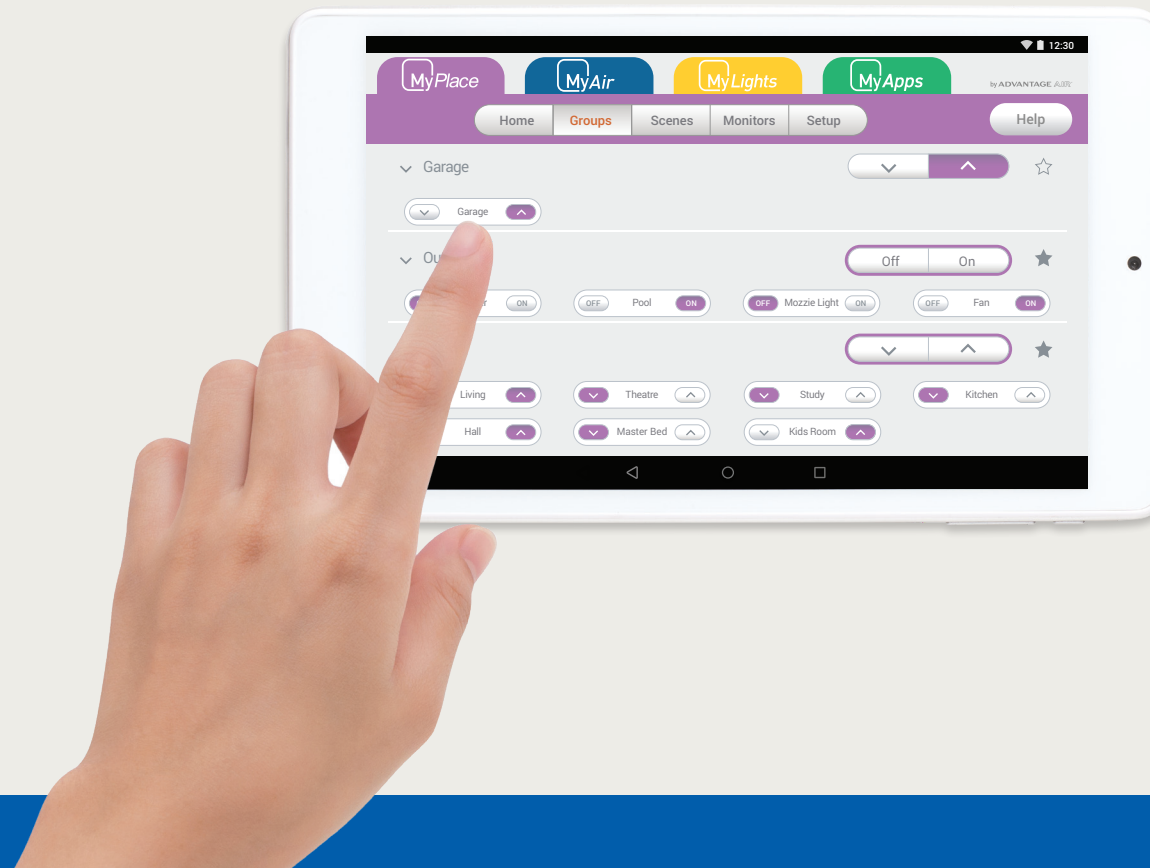 12:30
MyPlace MyAir MyLights MyApps by ADVANTAGE AIR
Home Groups Scenes Monitors Setup Help
Garage
Garage
Off On
ON OFF Pool ON OFF Mozzie Light ON OFF Fan ON
Living Theatre Study Kitchen
Hall Master Bed Kids Room